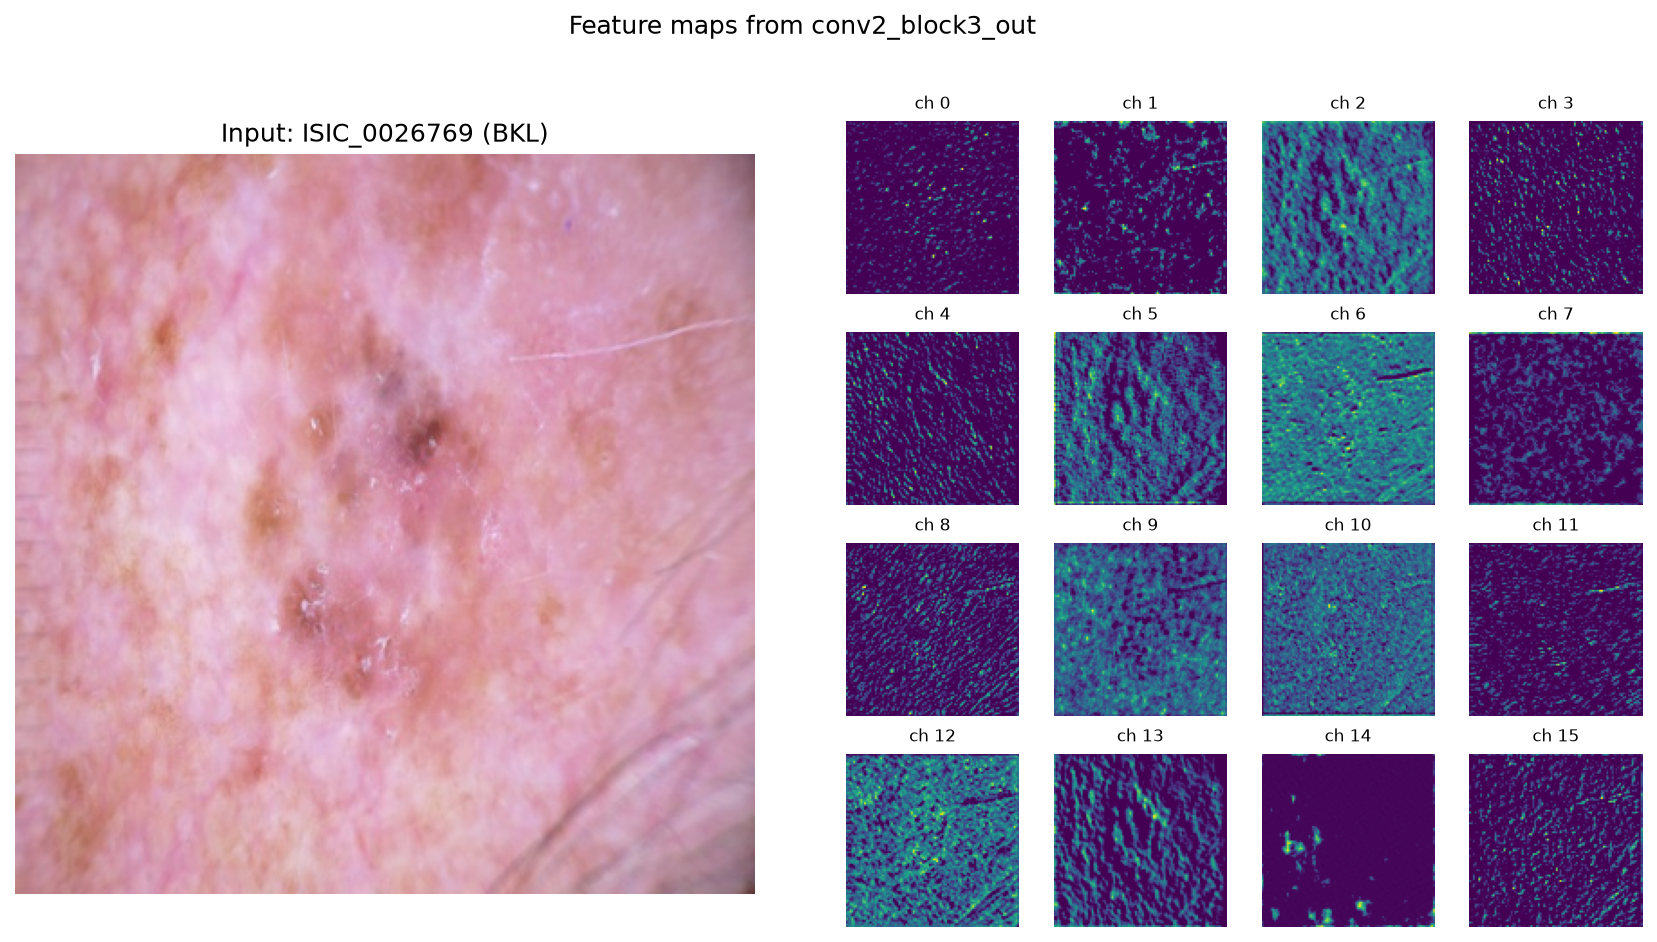 Feature maps from conv2_block3_out
Input: ISIC_0026769 (BKL)
ch 0
ch 1
ch 2
ch 3
ch 4
ch 5
ch 6
ch 7
ch 8
ch 9
ch 10
ch 11
ch 12
ch 13
ch 14
ch 15